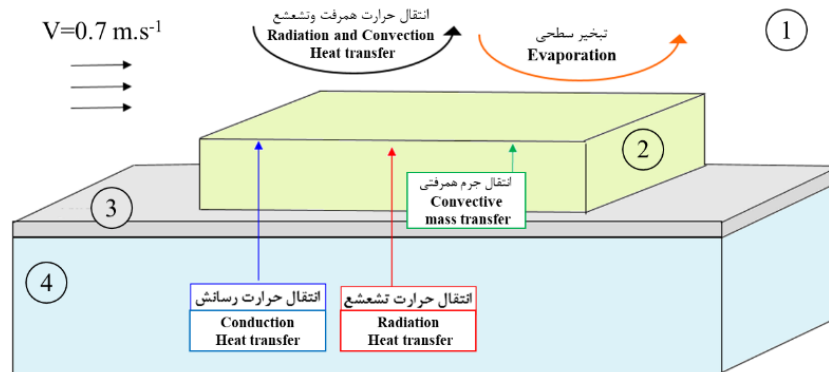 V=0.7 m.s-1
انتقال حرارت همرفت وتشعشع
Radiation and Convection
Heat transfer
تبخیر سطحی
Evaporation
1
2
انتقال جرم همرفتی
Convective
mass transfer
3
4
انتقال حرارت رسانش
Conduction
Heat transfer
انتقال حرارت تشعشع
Radiation
Heat transfer